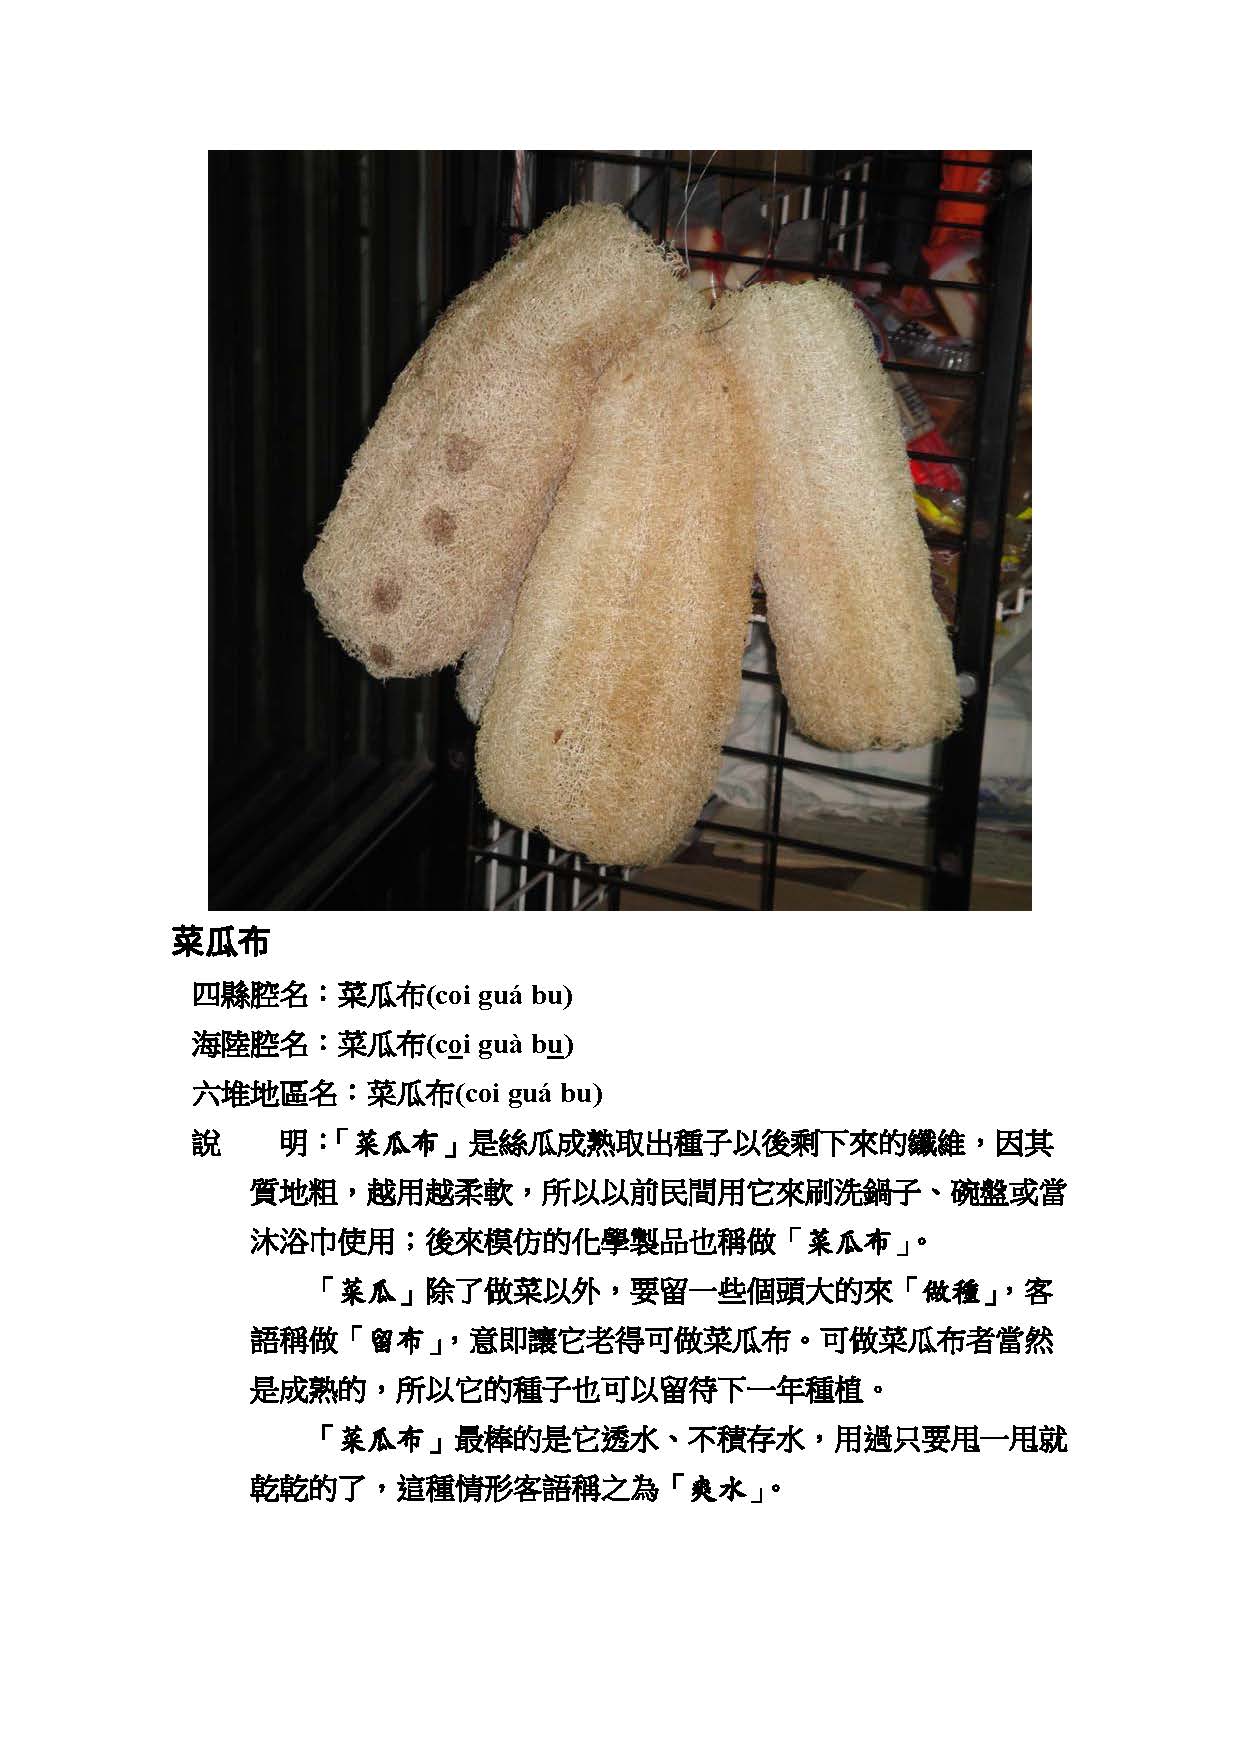 菜瓜布
四縣腔名：菜瓜布(coi guá bu)
海陸腔名：菜瓜布(coi guà bu)
六堆地區名：菜瓜布(coi guá bu)
說　　明：「菜瓜布」是絲瓜成熟取出種子以後剩下來的纖維，因其
質地粗，越用越柔軟，所以以前民間用它來刷洗鍋子、碗盤或當
沐浴巾使用；後來模仿的化學製品也稱做「菜瓜布」。
「菜瓜」除了做菜以外，要留一些個頭大的來「做種」，客
語稱做「留布」，意即讓它老得可做菜瓜布。可做菜瓜布者當然
是成熟的，所以它的種子也可以留待下一年種植。
「菜瓜布」最棒的是它透水、不積存水，用過只要甩一甩就
乾乾的了，這種情形客語稱之為「爽水」。